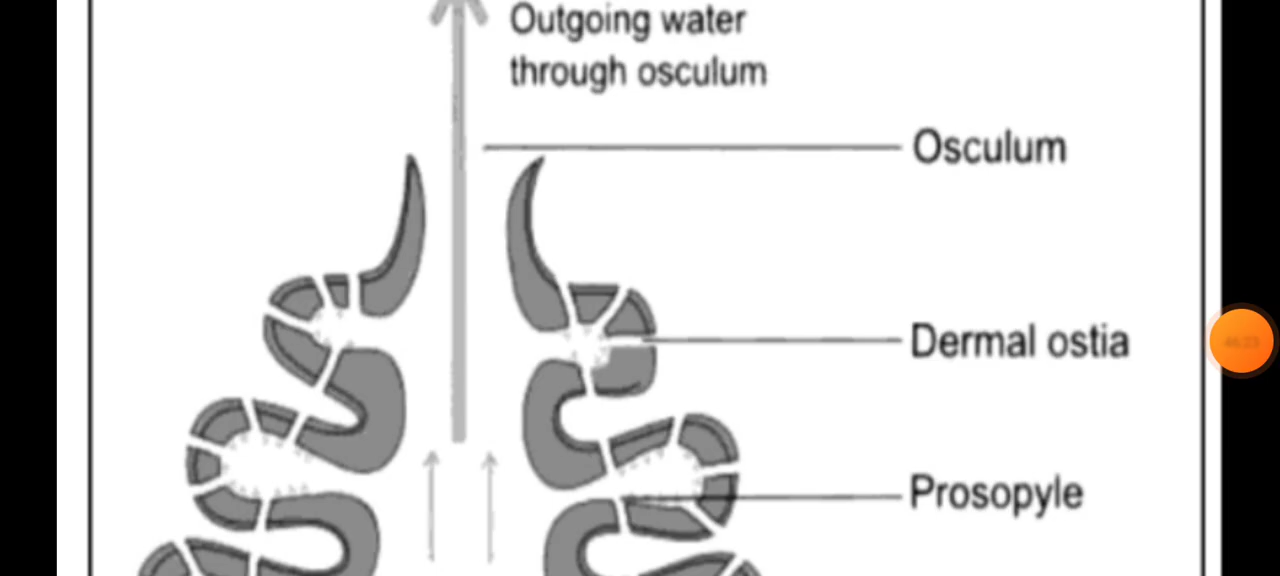 Outgoing water
through osculum
Osculum
Dermal ostia
Prosopyle